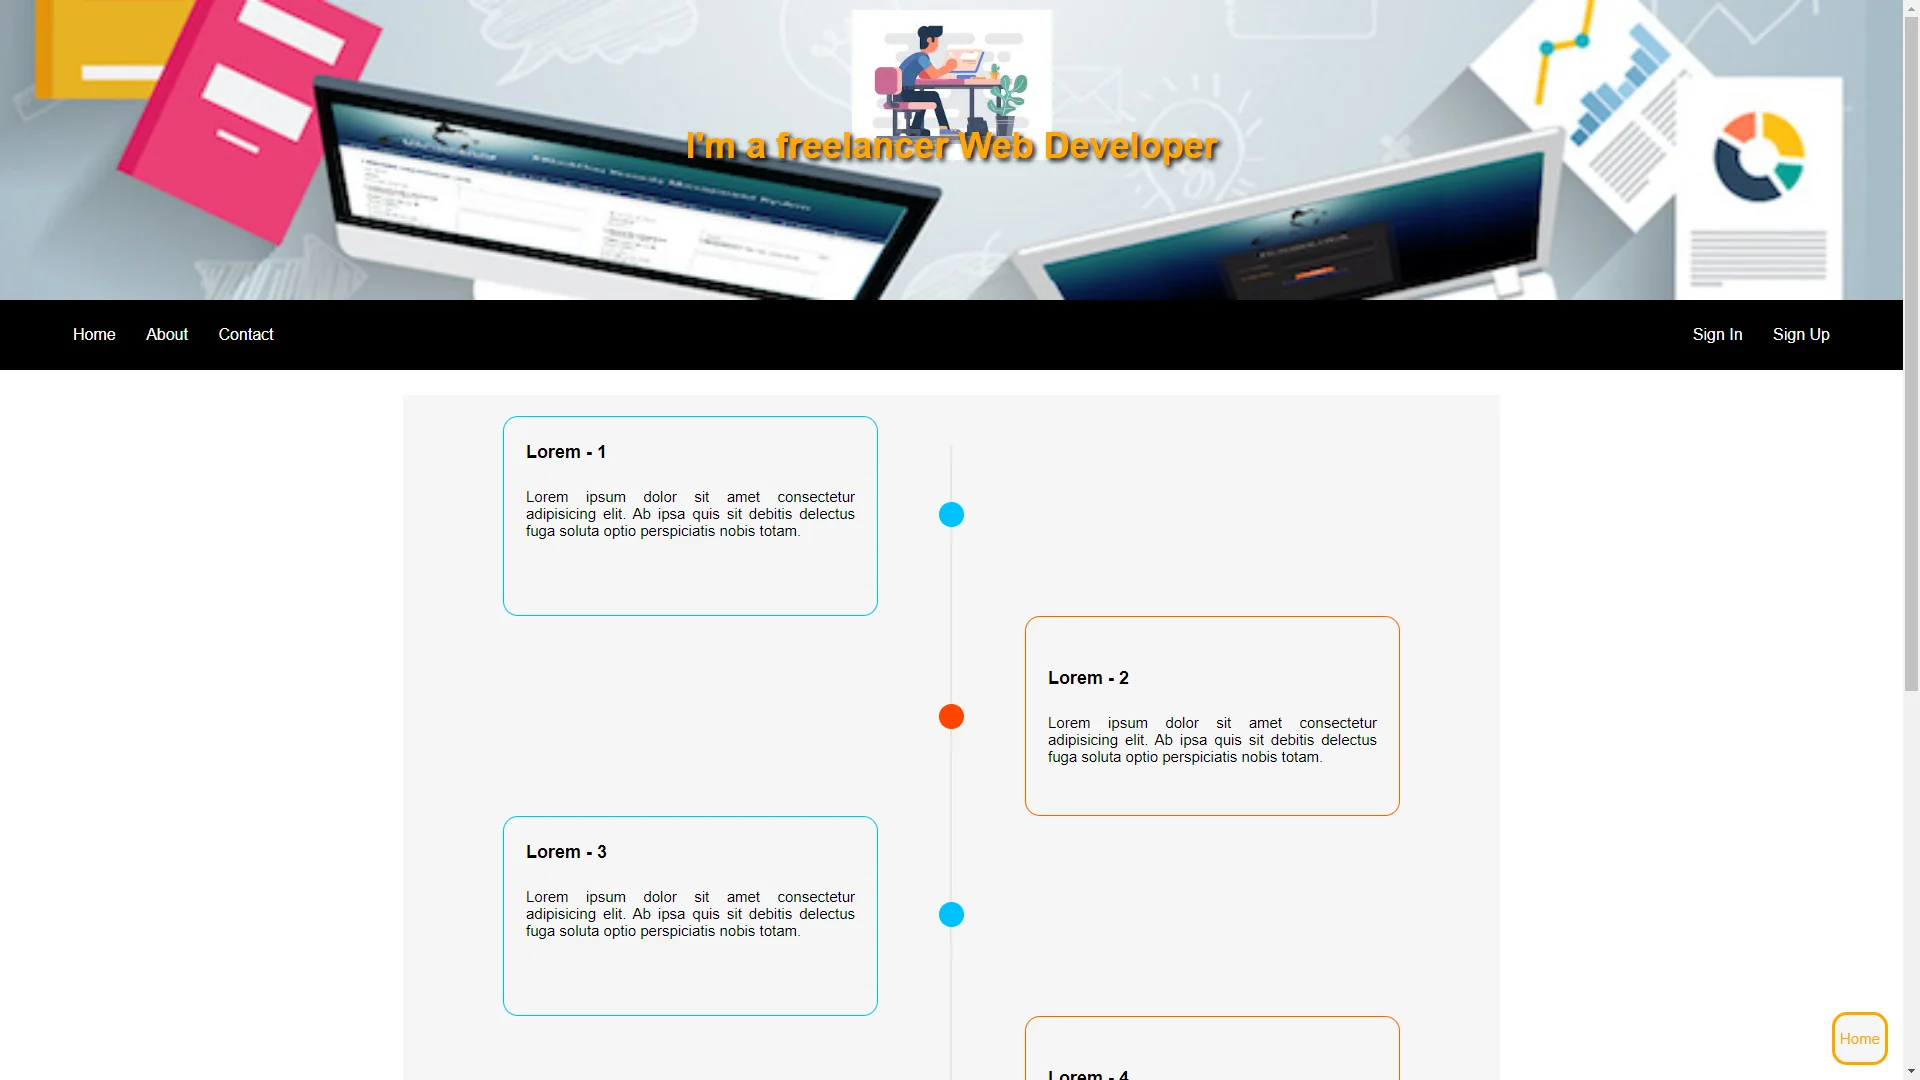 I'm a freelancer Web Developer
Home About Contact Sign In Sign Up
Lorem - 1
Lorem ipsum dolor sit amet consectetur
adipisicing elit. Ab ipsa quis sit debitis delectus
fuga soluta optio perspiciatis nobis totam.
Lorem - 2
Lorem ipsum dolor sit amet consectetur
adipisicing elit. Ab ipsa quis sit debitis delectus
fuga soluta optio perspiciatis nobis totam.
Lorem - 3
Lorem ipsum dolor sit amet consectetur
adipisicing elit. Ab ipsa quis sit debitis delectus
fuga soluta optio perspiciatis nobis totam.
Home
Lorem - 4